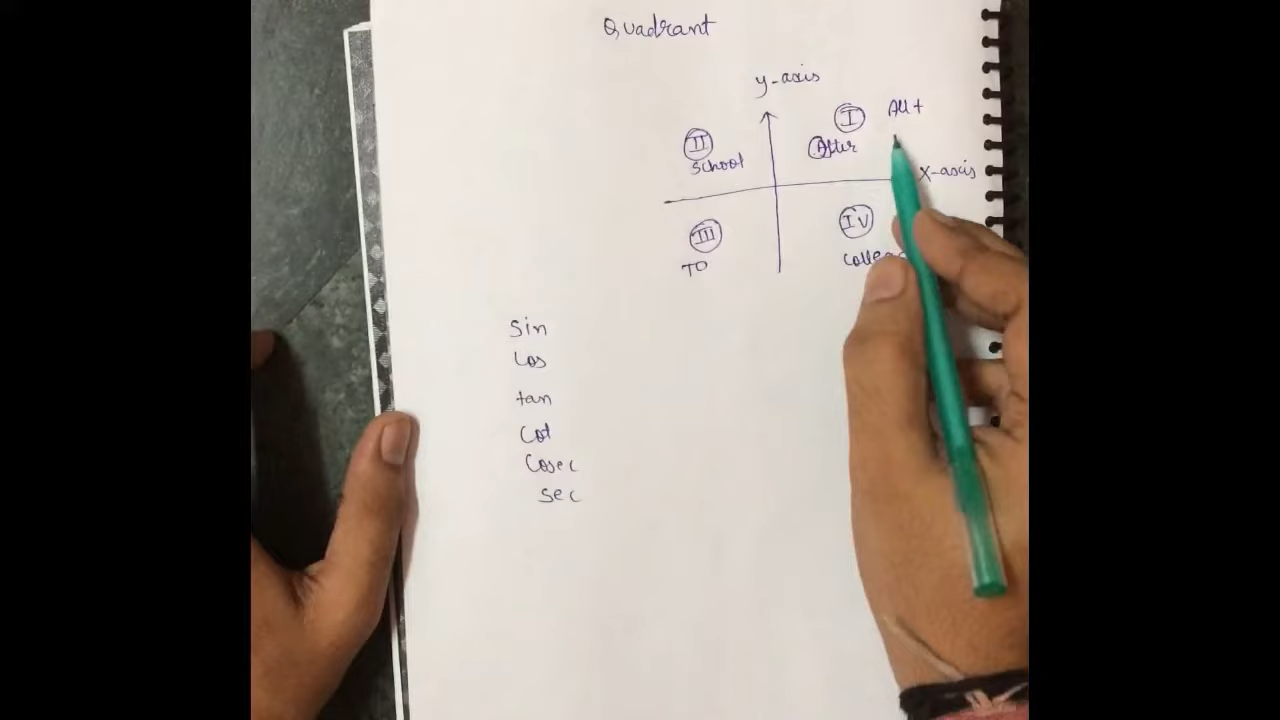 Quadrant
y-axis
I All +
II After
School x-axis
III IV
TO
Sin
Cos
tan
Cot
Cosec
Sec